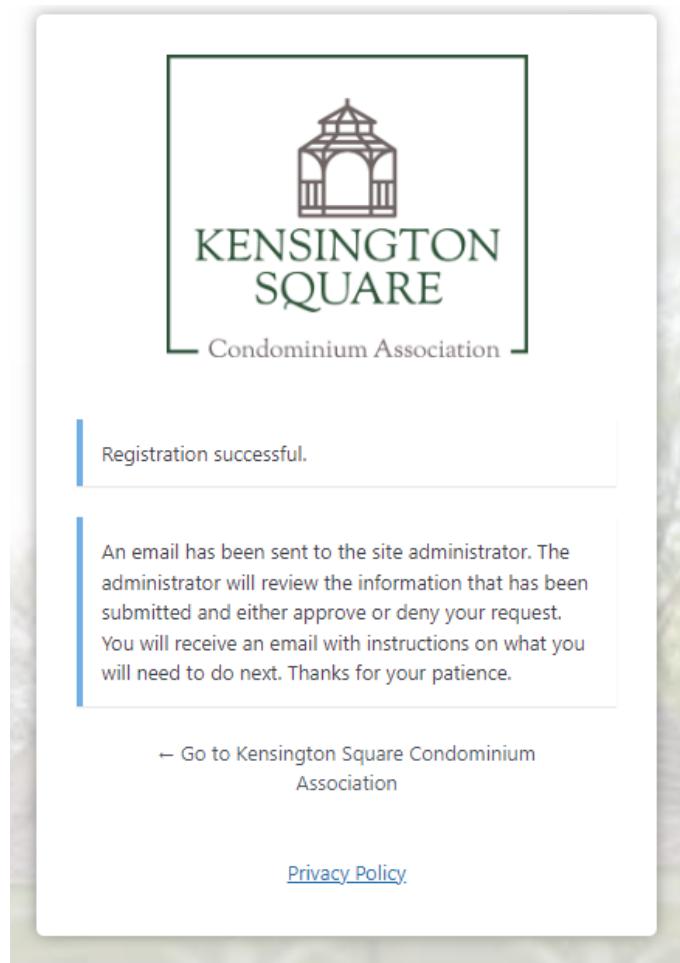 KENSINGTON
SQUARE
Condominium Association
Registration successful.
An email has been sent to the site administrator. The
administrator will review the information that has been
submitted and either approve or deny your request.
You will receive an email with instructions on what you
will need to do next. Thanks for your patience.
← Go to Kensington Square Condominium
Association
Privacy Policy